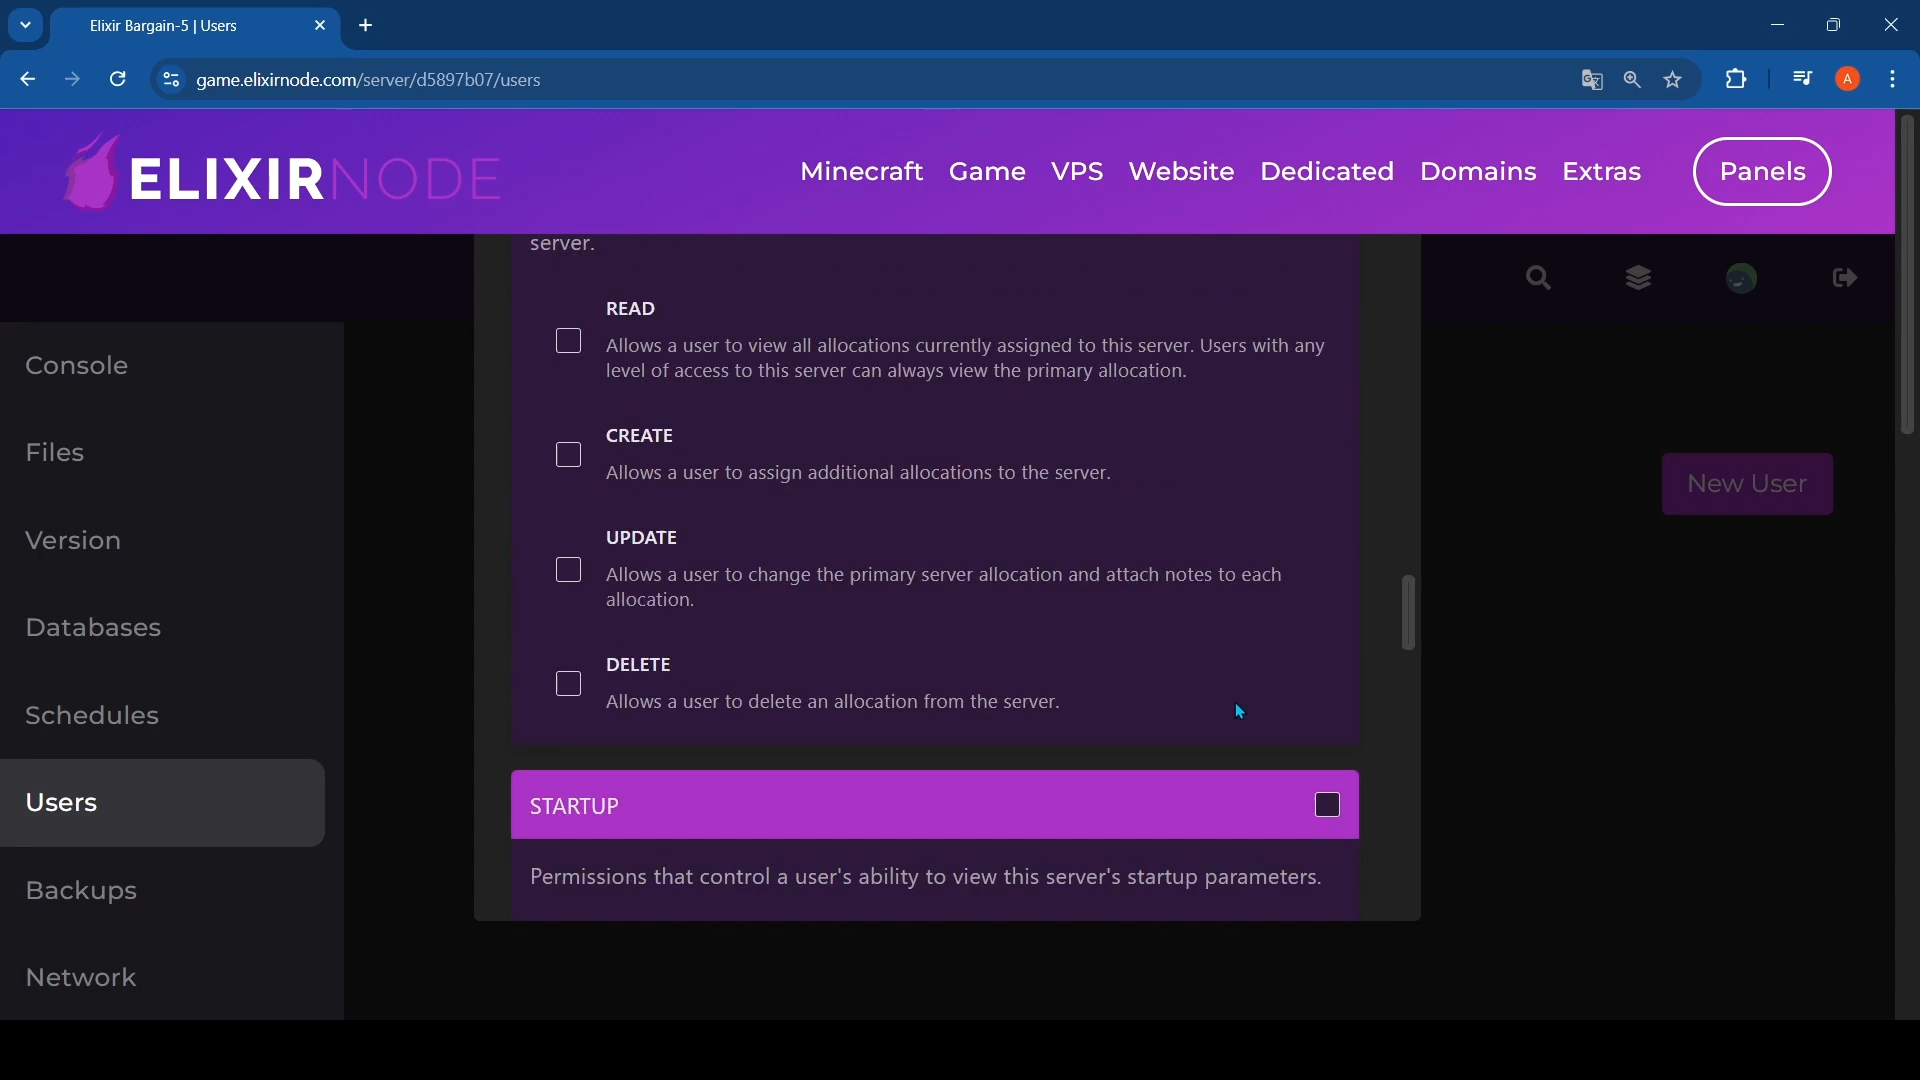 Elixir Bargain-5 | Users
game.elixirnode.com/server/d5897b07/users
A
ELIXIRNODE
Minecraft Game VPS Website Dedicated Domains Extras Panels
server.
READ
Allows a user to view all allocations currently assigned to this server. Users with any
level of access to this server can always view the primary allocation.
CREATE
Allows a user to assign additional allocations to the server.
UPDATE
Allows a user to change the primary server allocation and attach notes to each
allocation.
DELETE
Allows a user to delete an allocation from the server.
STARTUP
Permissions that control a user's ability to view this server's startup parameters.
Console
Files
Version
Databases
Schedules
Users
Backups
Network
New User